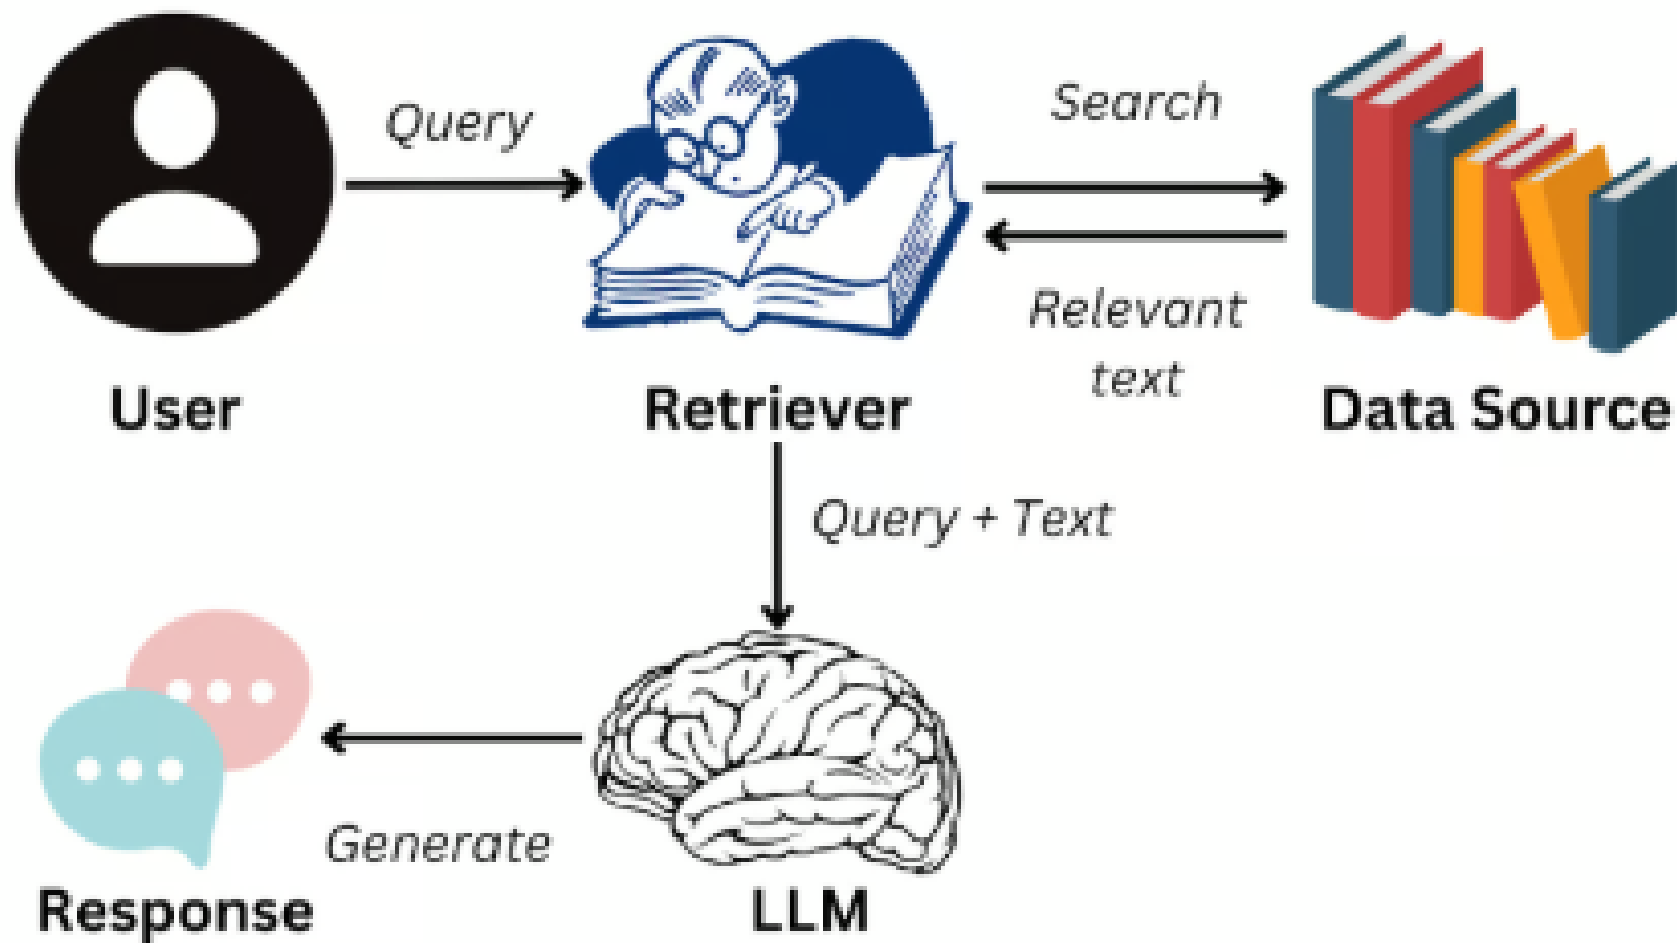 Query
Search
Relevant
text
User
Retriever
Data Source
Query + Text
Generate
Response
LLM